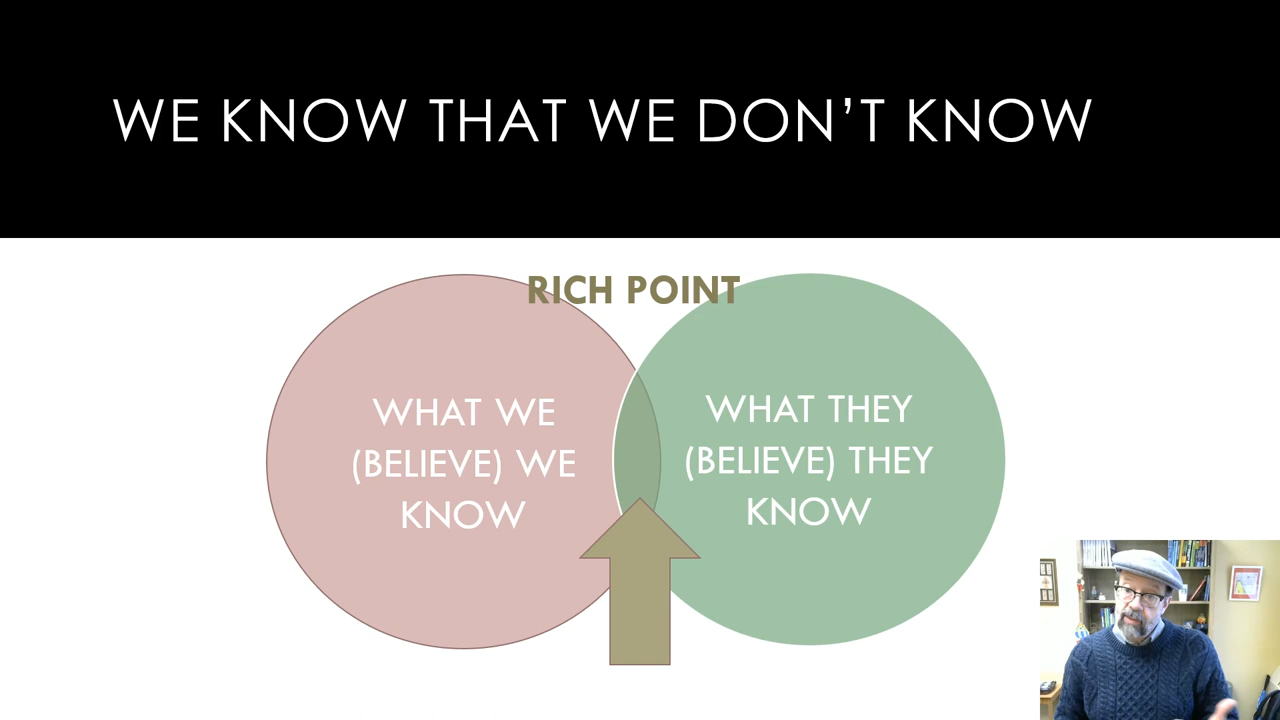 WE KNOW THAT WE DON’T KNOW
RICH POINT
WHAT WE
(BELIEVE) WE
KNOW
WHAT THEY
(BELIEVE) THEY
KNOW